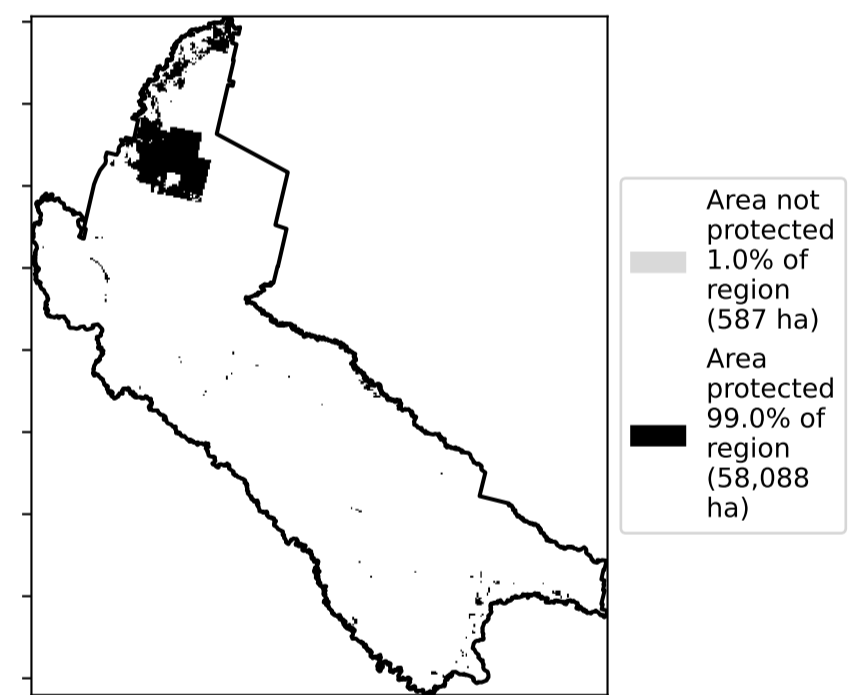 Area not
protected
1.0% of
region
(587 ha)
Area
protected
99.0% of
region
(58,088
ha)